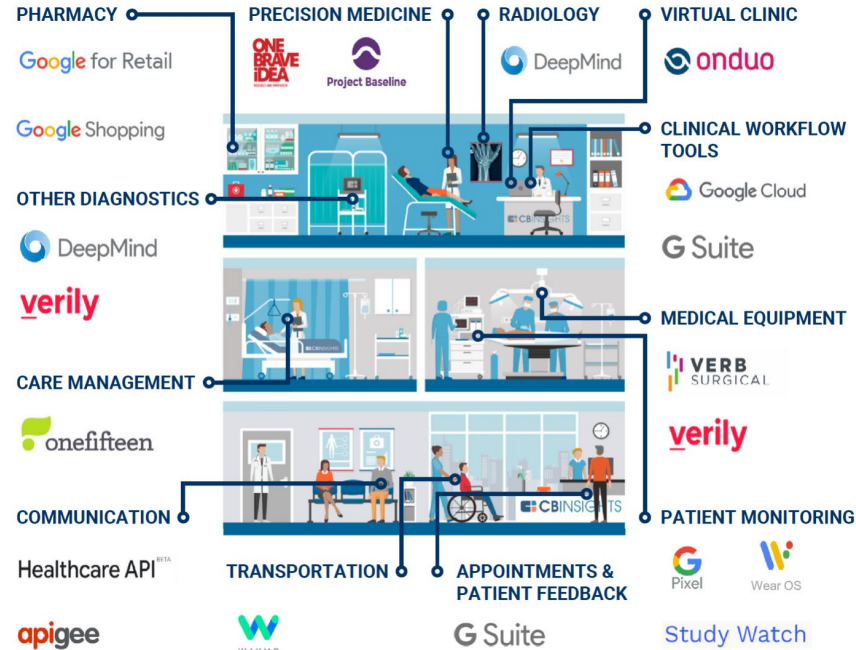 PHARMACY
Google for Retail
Google Shopping
PRECISION MEDICINE
ONE
BRAVE
iDEA
Project Baseline
RADIOLOGY
DeepMind
VIRTUAL CLINIC
onduo
CLINICAL WORKFLOW
TOOLS
Google Cloud
G Suite
OTHER DIAGNOSTICS
DeepMind
verily
CBINSIGHTS
CBINSIGHTS
MEDICAL EQUIPMENT
VERB
SURGICAL
verily
CARE MANAGEMENT
onefifteen
CBINSIGHTS
COMMUNICATION
Healthcare API BETA
apigee
TRANSPORTATION
APPOINTMENTS &
PATIENT FEEDBACK
G Suite
PATIENT MONITORING
G
Pixel
Wear OS
Study Watch